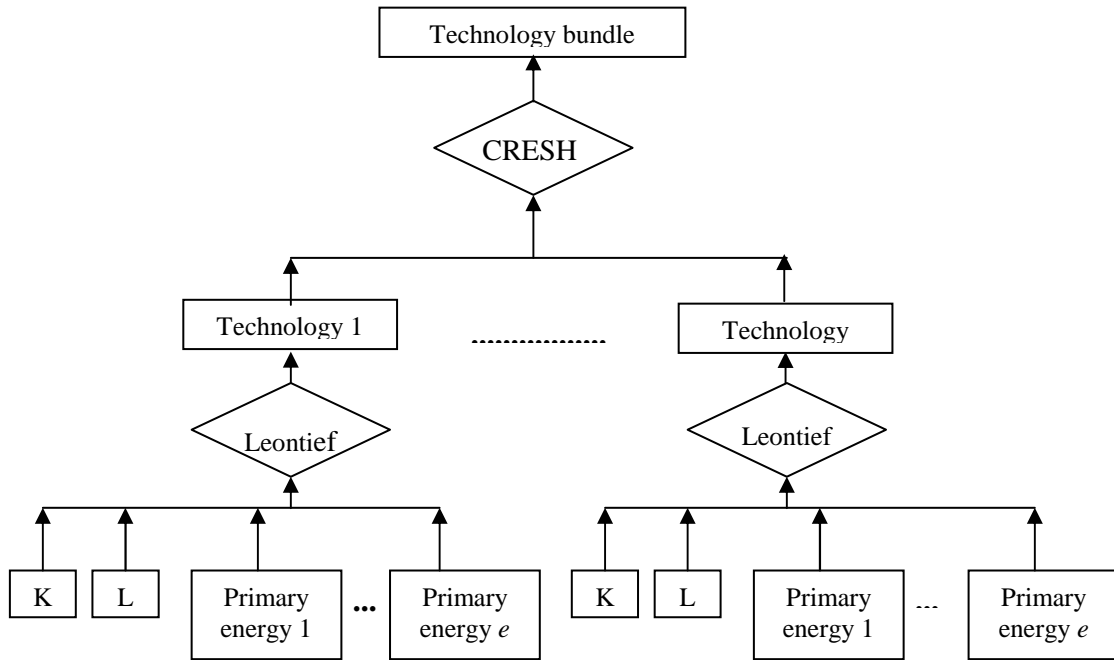 Technology bundle
CRESH
Technology 1
.................
Technology
Leontief
Leontief
K
L
Primary
energy 1
...
Primary
energy e
K
L
Primary
energy 1
...
Primary
energy e